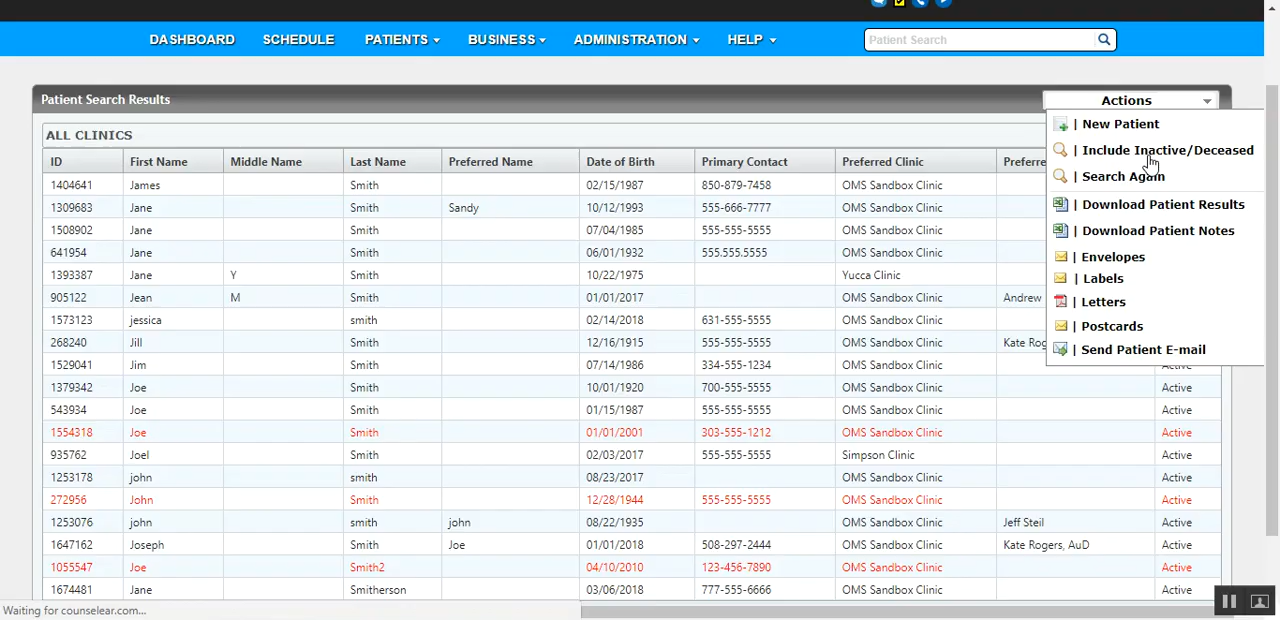 DASHBOARD SCHEDULE PATIENTS BUSINESS ADMINISTRATION HELP Patient Search
Patient Search Results Actions
ALL CLINICS
ID First Name Middle Name Last Name Preferred Name Date of Birth Primary Contact Preferred Clinic
1404641 James Smith 02/15/1987 850-879-7458 OMS Sandbox Clinic
1309683 Jane Smith Sandy 10/12/1993 555-666-7777 OMS Sandbox Clinic
1508902 Jane Smith 07/04/1985 555-555-5555 OMS Sandbox Clinic
641954 Jane Smith 06/01/1932 555.555.5555 OMS Sandbox Clinic
1393387 Jane Y Smith 10/22/1975 Yucca Clinic
905122 Jean M Smith 01/01/2017 OMS Sandbox Clinic Andrew
1573123 jessica smith 02/14/2018 631-555-5555 OMS Sandbox Clinic
268240 Jill Smith 12/16/1915 555-555-5555 OMS Sandbox Clinic Kate
1529041 Jim Smith 07/14/1986 334-555-1234 OMS Sandbox Clinic Active
1379342 Joe Smith 10/01/1920 700-555-5555 OMS Sandbox Clinic Active
543934 Joe Smith 01/15/1987 555-555-5555 OMS Sandbox Clinic Active
1554318 Joe Smith 01/01/2001 303-555-1212 OMS Sandbox Clinic Active
935762 Joel Smith 02/03/2017 555-555-5555 Simpson Clinic Active
1253178 john smith 08/23/2017 OMS Sandbox Clinic Active
272956 John Smith 12/28/1944 555-555-5555 OMS Sandbox Clinic Active
1253076 john smith john 08/22/1935 OMS Sandbox Clinic Jeff Steil Active
1647162 Joseph Smith Joe 01/01/2018 508-297-2444 OMS Sandbox Clinic Kate Rogers, AuD Active
1055547 Joe Smith2 04/10/2010 123-456-7890 OMS Sandbox Clinic Active
1674481 Jane Smitherson 03/06/2018 777-555-6666 OMS Sandbox Clinic Active
| New Patient
| Include Inactive/Deceased
| Search Again
| Download Patient Results
| Download Patient Notes
| Envelopes
| Labels
| Letters
| Postcards
| Send Patient E-mail
Waiting for counselear.com...